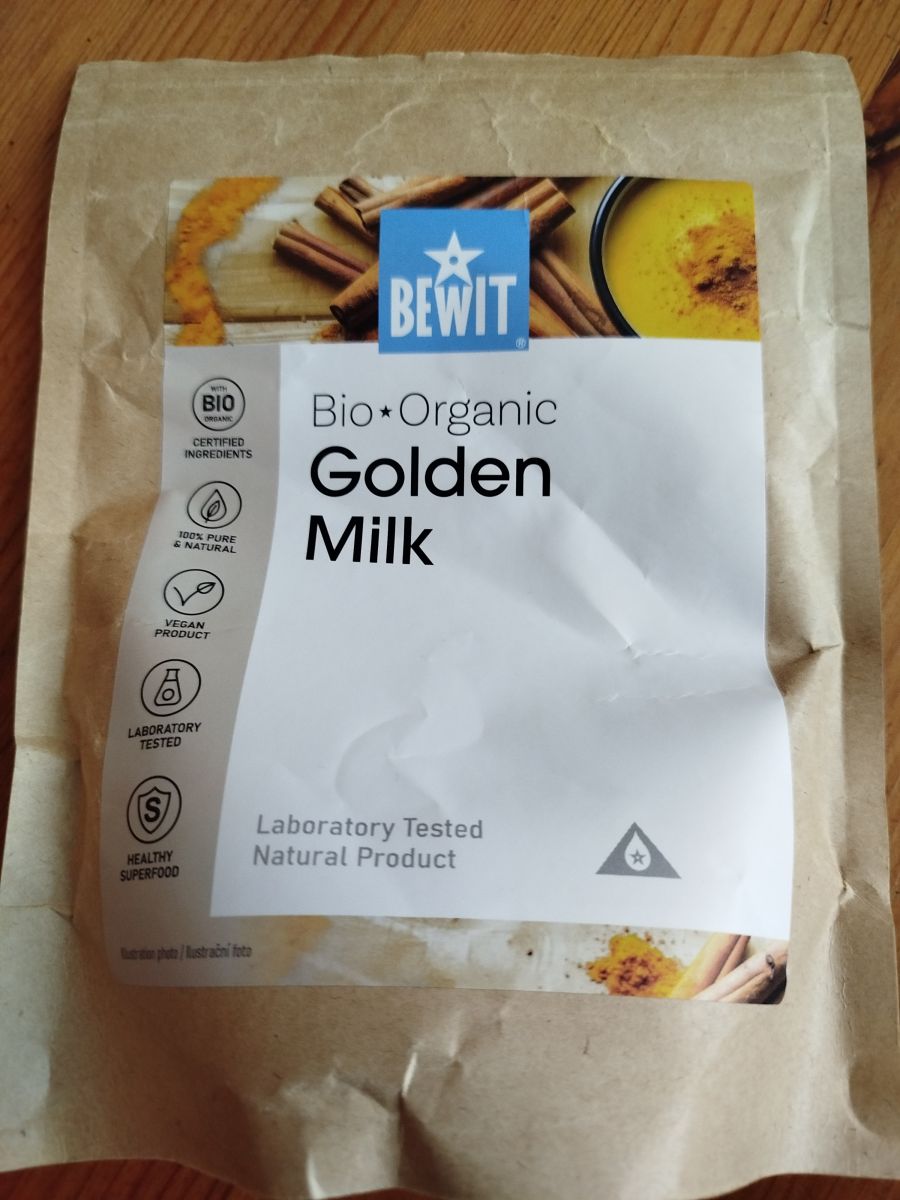 BEWIT
®
WITH
BIO
ORGANIC
CERTIFIED
INGREDIENTS
100% PURE
& NATURAL
VEGAN
PRODUCT
LABORATORY
TESTED
S
HEALTHY
SUPERFOOD
Bio★Organic
Golden
Milk
Laboratory Tested
Natural Product
Illustration photo / Ilustrační foto